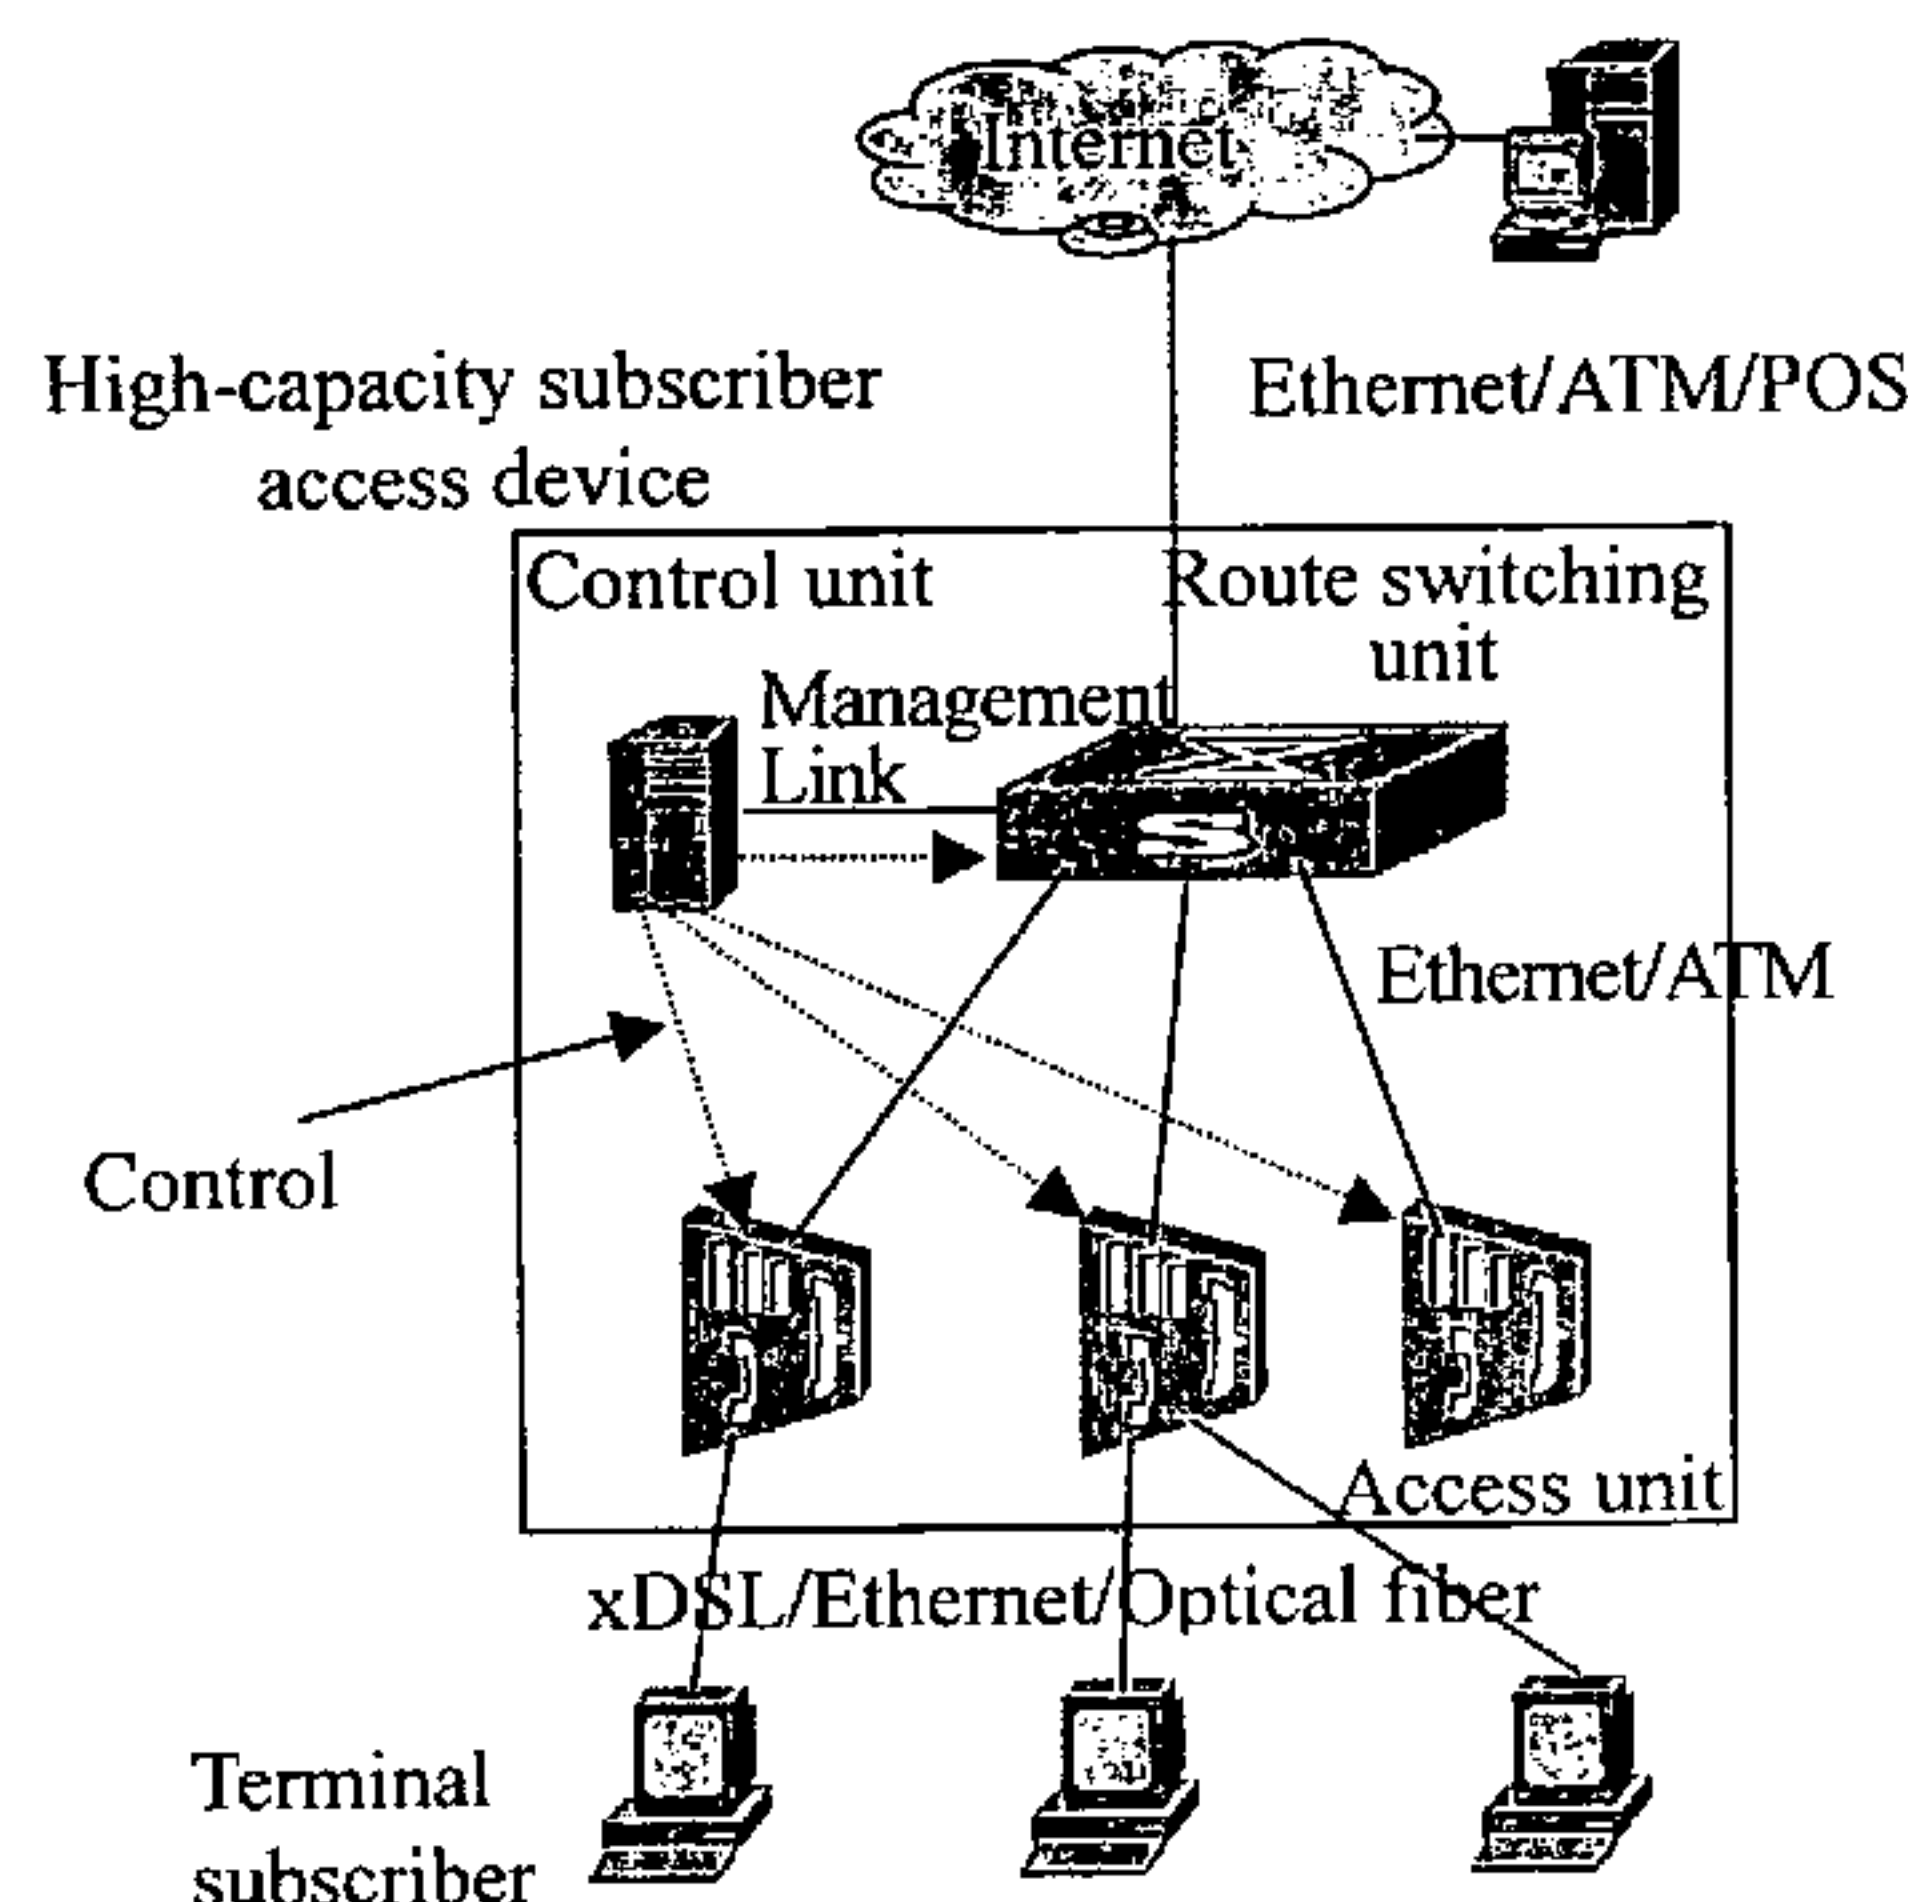 Internet
High-capacity subscriber
access device
Ethernet/ATM/POS
Control unit
Route switching
unit
Management
Link
Ethernet/ATM
Control
Access unit
xDSL/Ethernet/Optical fiber
Terminal
subscriber